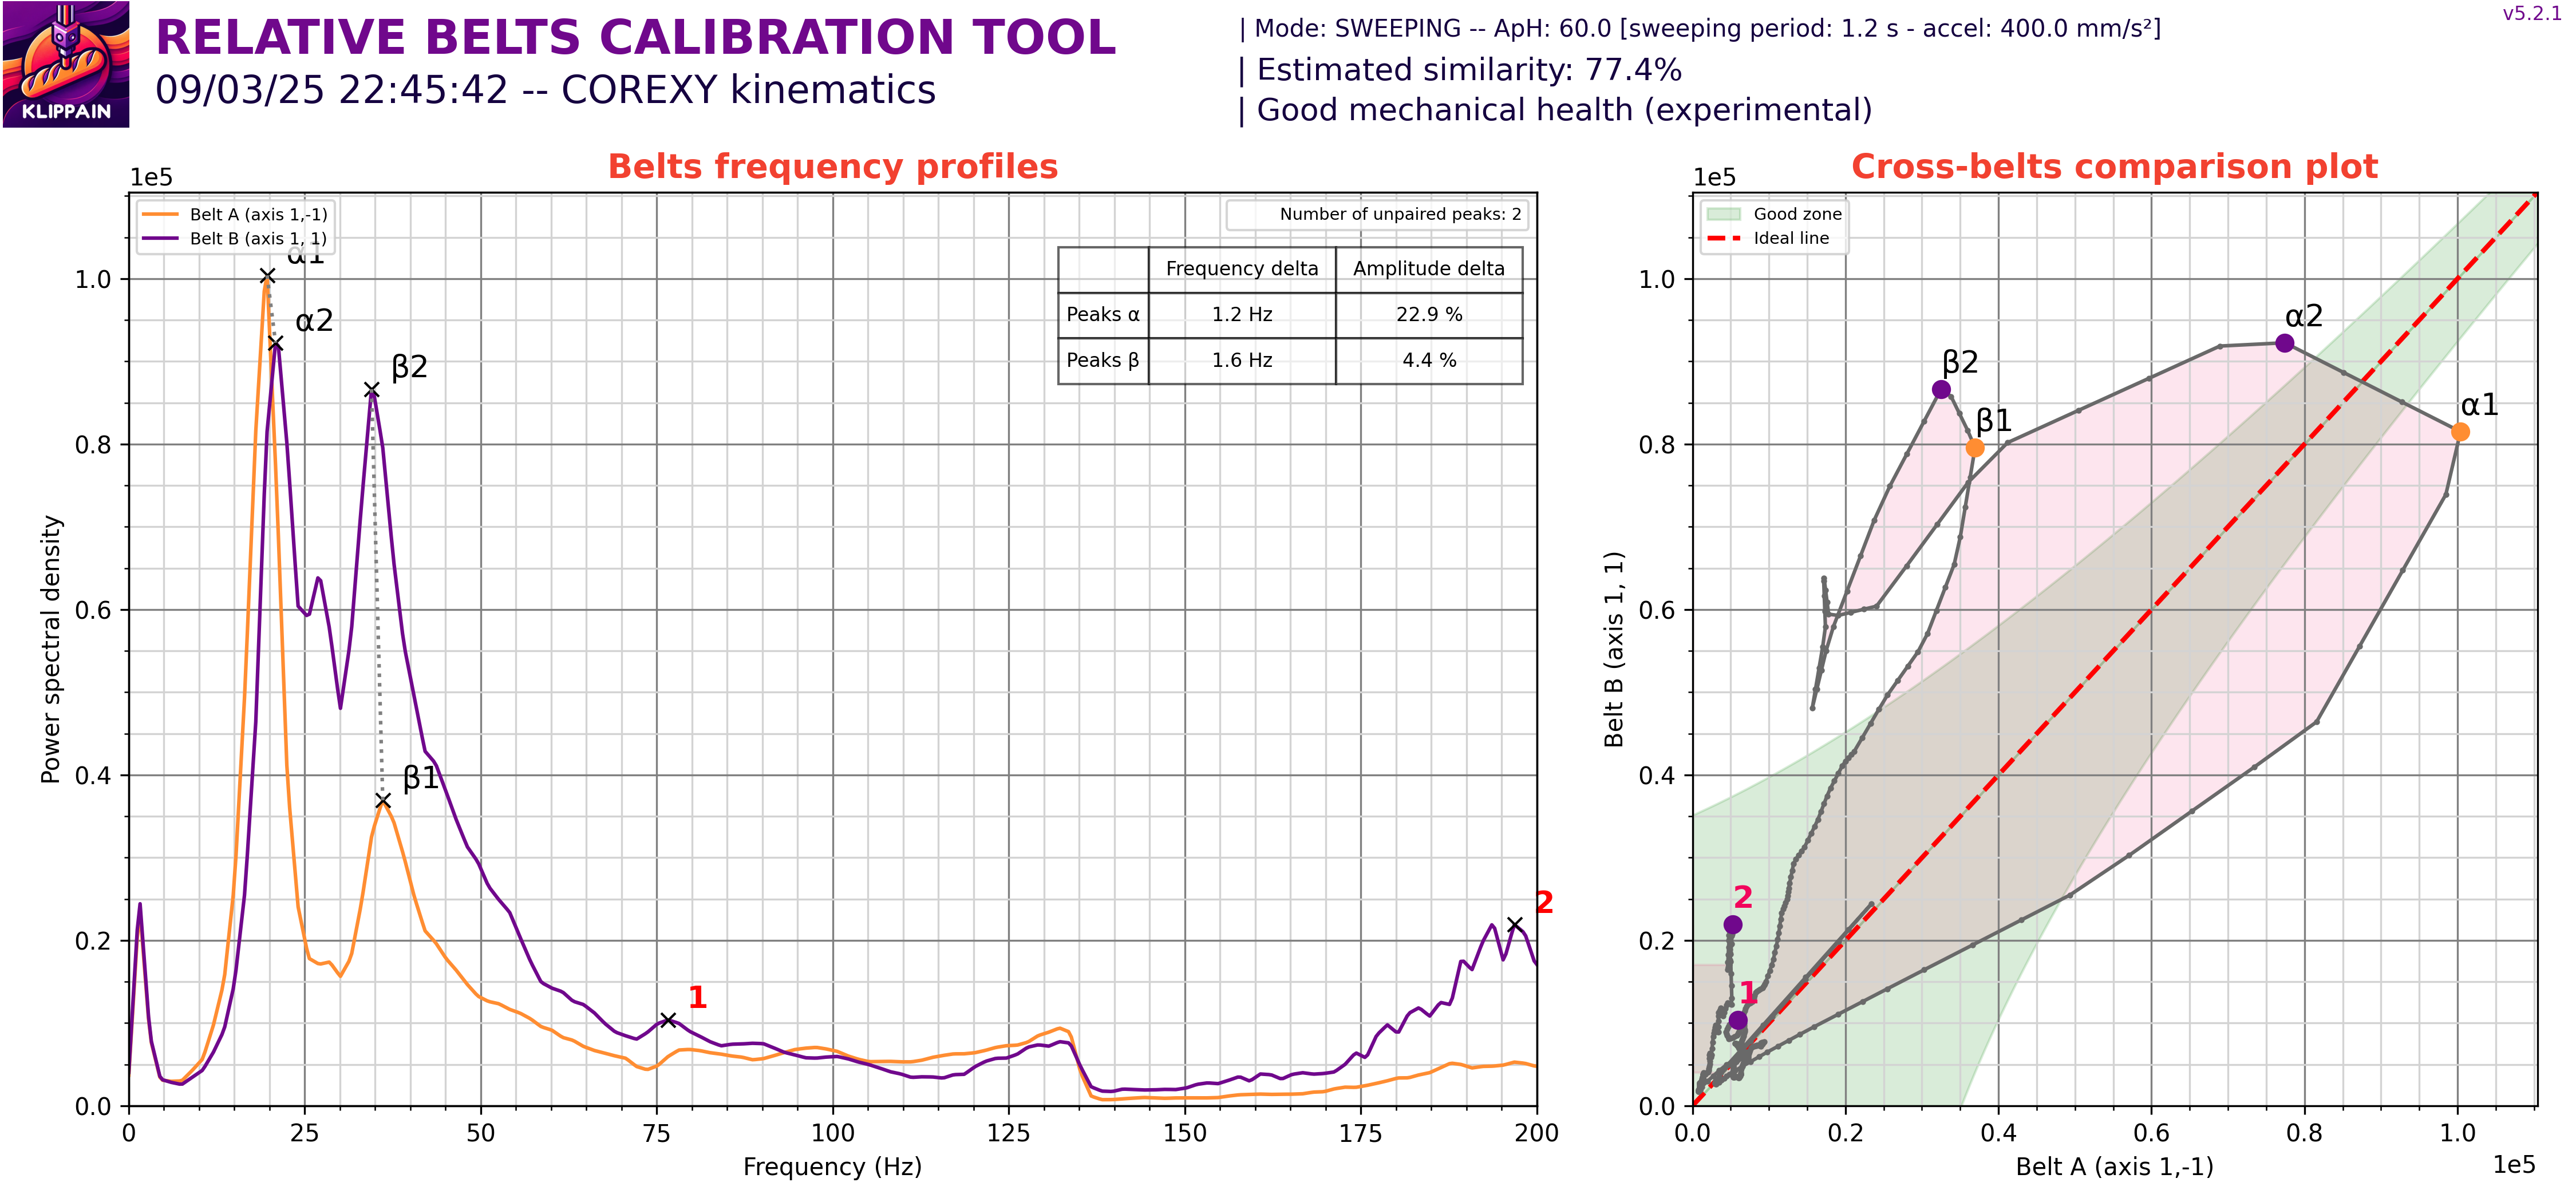 KLIPPAIN
RELATIVE BELTS CALIBRATION TOOL
09/03/25 22:45:42 -- COREXY kinematics
| Mode: SWEEPING -- ApH: 60.0 [sweeping period: 1.2 s - accel: 400.0 mm/s²]
| Estimated similarity: 77.4%
| Good mechanical health (experimental)
v5.2.1
Belts frequency profiles
1e5
Belt A (axis 1,-1)
Belt B (axis 1, 1)
Number of unpaired peaks: 2
Frequency delta Amplitude delta
Peaks α 1.2 Hz 22.9 %
Peaks β 1.6 Hz 4.4 %
α1
α2
β2
β1
1
2
Power spectral density
1.0
0.8
0.6
0.4
0.2
0.0
0 25 50 75 100 125 150 175 200
Frequency (Hz)
Cross-belts comparison plot
1e5
Good zone
Ideal line
α2
β2
α1
β1
2
1
Belt B (axis 1, 1)
1.0
0.8
0.6
0.4
0.2
0.0
0.0 0.2 0.4 0.6 0.8 1.0
Belt A (axis 1,-1)
1e5